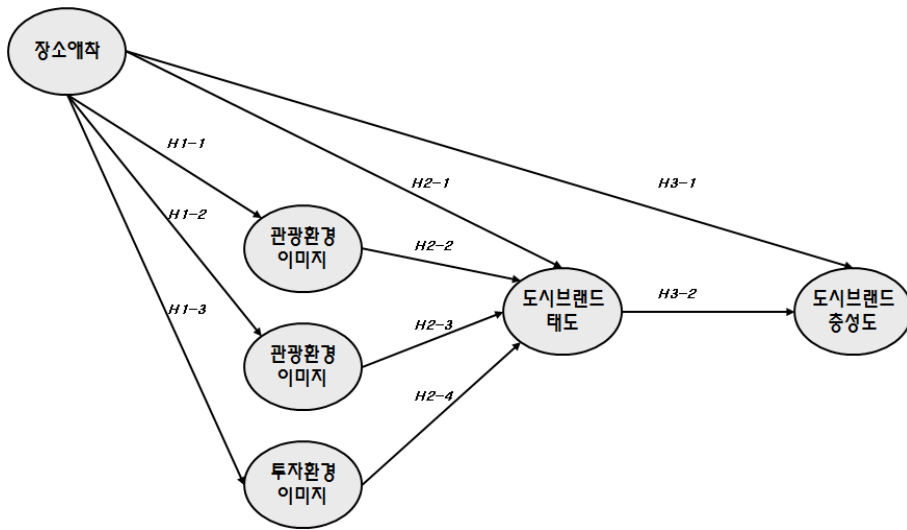 장소애착
H1-1
H1-2
H1-3
H2-1
H3-1
관광환경
이미지
H2-2
관광환경
이미지
H2-3
투자환경
이미지
H2-4
도시브랜드
태도
H3-2
도시브랜드
충성도